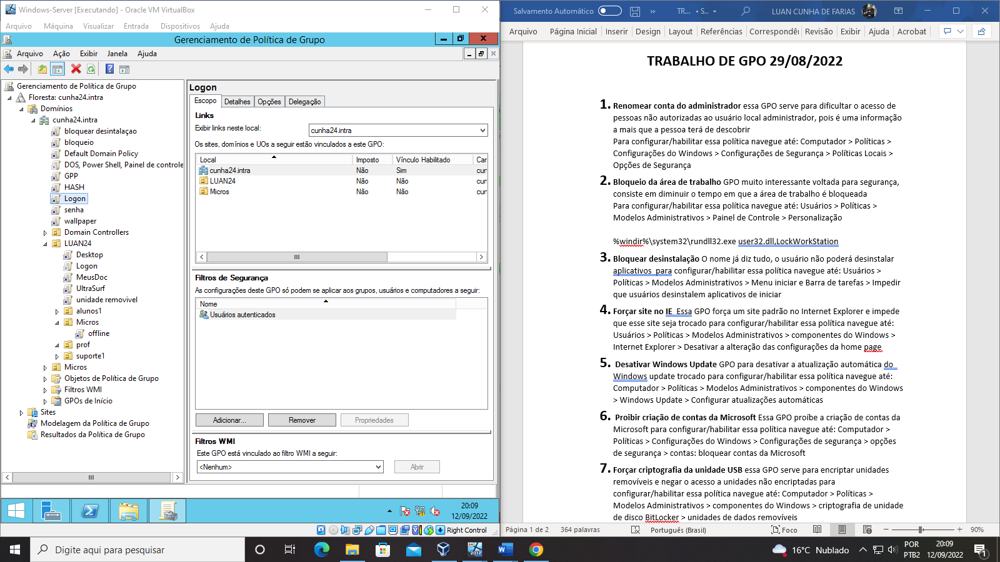 Windows-Server [Executando] - Oracle VM VirtualBox
Arquivo Máquina Visualizar Entrada Dispositivos Ajuda
Gerenciamento de Política de Grupo
Arquivo Ação Exibir Janela Ajuda
Gerenciamento de Política de Grupo
Floresta: cunha24.intra
Domínios
cunha24.intra
bloquear desintalaçao
bloqueio
Default Domain Policy
DOS, Power Shell, Painel de controle
GPP
HASH
Logon
senha
wallpaper
Domain Controllers
LUAN24
Desktop
Logon
MeusDoc
UltraSurf
unidade removivel
alunos1
Micros
offline
prof
suporte1
Micros
Objetos de Política de Grupo
Filtros WMI
GPOs de Início
Sites
Modelagem da Política de Grupo
Resultados da Política de Grupo
Logon
Escopo Detalhes Opções Delegação
Links
Exibir links neste local: cunha24.intra
Os sites, domínios e UOs a seguir estão vinculados a este GPO:
Local Imposto Vínculo Habilitado Car
cunha24.intra Não Sim cun
LUAN24 Não Não cun
Micros Não Não cun
Filtros de Segurança
As configurações deste GPO só podem se aplicar aos grupos, usuários e computadores a seguir:
Nome
Usuários autenticados
Adicionar... Remover Propriedades
Filtros WMI
Este GPO está vinculado ao filtro WMI a seguir:
<Nenhum> Abrir
20:09
12/09/2022
Right Control
Salvamento Automático TR... • S... LUAN CUNHA DE FARIAS
Arquivo Página Inicial Inserir Design Layout Referências Correspondê Revisão Exibir Ajuda Acrobat
TRABALHO DE GPO 29/08/2022
1. Renomear conta do administrador essa GPO serve para dificultar o acesso de
pessoas não autorizadas ao usuário local administrador, pois é uma informação
a mais que a pessoa terá de descobrir
Para configurar/habilitar essa política navegue até: Computador > Políticas >
Configurações do Windows > Configurações de Segurança > Políticas Locais >
Opções de Segurança
2. Bloqueio da área de trabalho GPO muito interessante voltada para segurança,
consiste em diminuir o tempo em que a área de trabalho é bloqueada
Para configurar/habilitar essa política navegue até: Usuários > Políticas >
Modelos Administrativos > Painel de Controle > Personalização
%windir%\system32\rundll32.exe user32.dll,LockWorkStation
3. Bloquear desinstalação O nome já diz tudo, o usuário não poderá desinstalar
aplicativos para configurar/habilitar essa política navegue até: Usuários >
Políticas > Modelos Administrativos > Menu iniciar e Barra de tarefas > Impedir
que usuários desinstalem aplicativos de iniciar
4. Forçar site no IE Essa GPO força um site padrão no Internet Explorer e impede
que esse site seja trocado para configurar/habilitar essa política navegue até:
Usuários > Políticas > Modelos Administrativos > componentes do Windows >
Internet Explorer > Desativar a alteração das configurações da home page
5. Desativar Windows Update GPO para desativar a atualização automática do
Windows update trocado para configurar/habilitar essa política navegue até:
Computador > Políticas > Modelos Administrativos > componentes do Windows
> Windows Update > Configurar atualizações automáticas
6. Proibir criação de contas da Microsoft Essa GPO proíbe a criação de contas da
Microsoft para configurar/habilitar essa política navegue até: Computador >
Políticas > Configurações do Windows > Configurações de segurança > opções
de segurança > contas: bloquear contas da Microsoft
7. Forçar criptografia da unidade USB essa GPO serve para encriptar unidades
removíveis e negar o acesso a unidades não encriptadas para
configurar/habilitar essa política navegue até: Computador > Políticas >
Modelos Administrativos > componentes do Windows > criptografia de unidade
de disco BitLocker > unidades de dados removíveis
Página 1 de 2 364 palavras Português (Brasil) Foco 90%
Digite aqui para pesquisar
16°C Nublado
POR
PTB2
20:09
12/09/2022
1